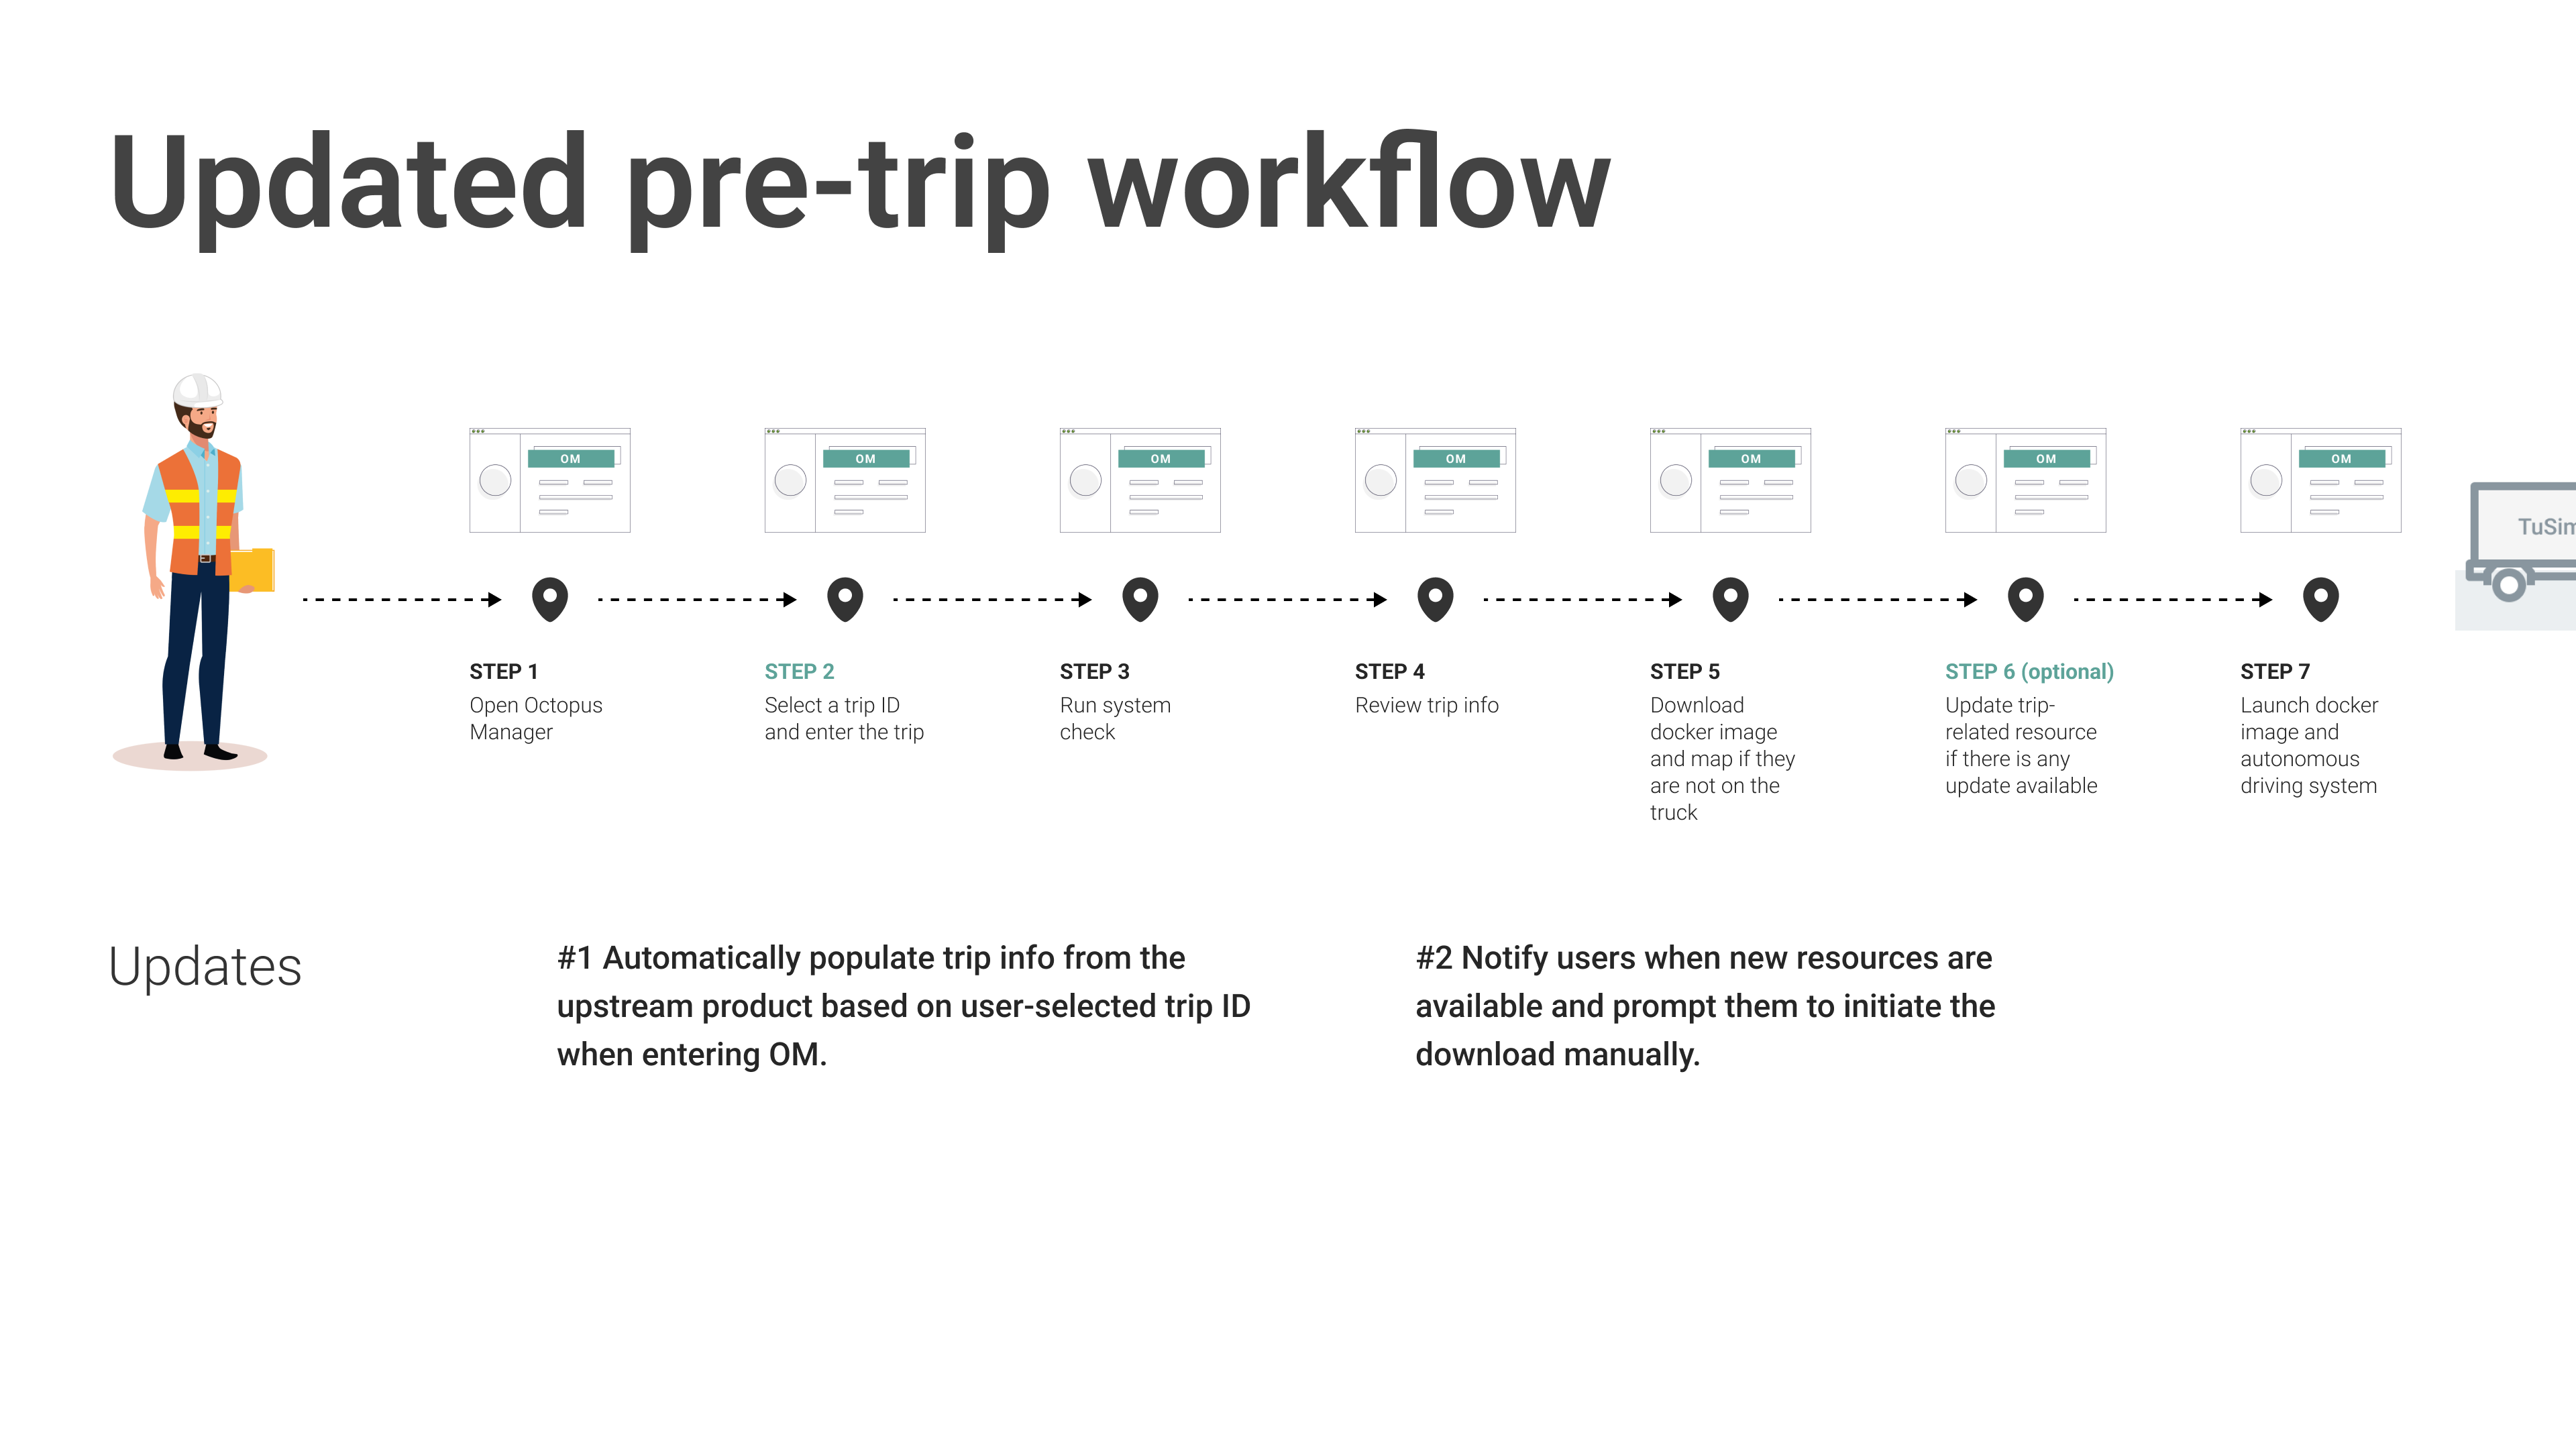 Updated pre-trip workflow
OM
OM
OM
OM
OM
OM
OM
TuSim
STEP 1
Open Octopus
Manager
STEP 2
Select a trip ID
and enter the trip
STEP 3
Run system
check
STEP 4
Review trip info
STEP 5
Download
docker image
and map if they
are not on the
truck
STEP 6 (optional)
Update trip-
related resource
if there is any
update available
STEP 7
Launch docker
image and
autonomous
driving system
Updates
#1 Automatically populate trip info from the
upstream product based on user-selected trip ID
when entering OM.
#2 Notify users when new resources are
available and prompt them to initiate the
download manually.